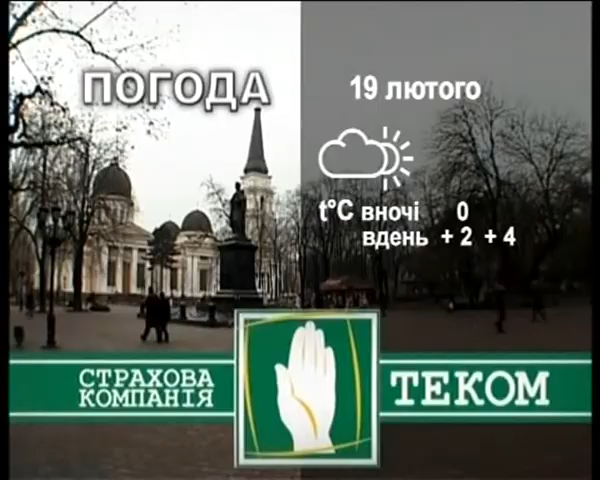 ПОГОДА
19 лютого
t°C вночі 0
вдень +2 +4
СТРАХОВА
КОМПАНІЯ
ТЕКОМ